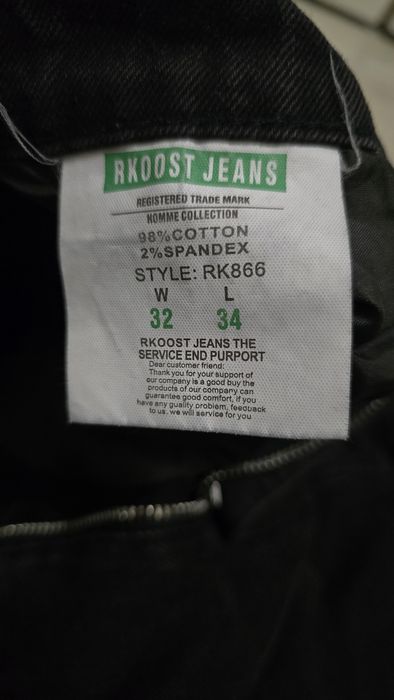 RKOOST JEANS
REGISTERED TRADE MARK
HOMME COLLECTION
98%COTTON
2%SPANDEX
STYLE: RK866
W L
32 34
RKOOST JEANS THE
SERVICE END PURPORT
Dear customer friend:
Thank you for your support of
our company is a good buy the
products of our company can
guarantee good comfort, if you
have any guality problem, feedback
to us. we will service for you